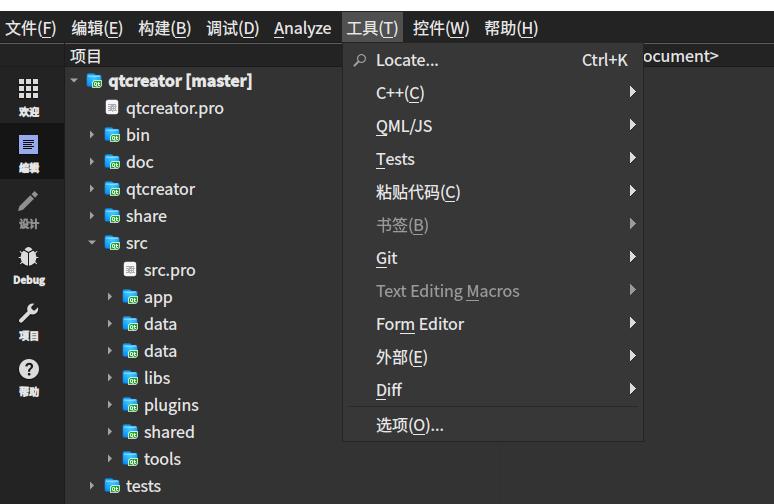 文件(F) 编辑(E) 构建(B) 调试(D) Analyze 工具(T) 控件(W) 帮助(H)
项目
ocument>
欢迎
编辑
设计
Debug
项目
帮助
qtcreator [master]
qtcreator.pro
bin
doc
qtcreator
share
src
src.pro
app
data
data
libs
plugins
shared
tools
tests
Locate... Ctrl+K
C++(C)
QML/JS
Tests
粘贴代码(C)
书签(B)
Git
Text Editing Macros
Form Editor
外部(E)
Diff
选项(O)...